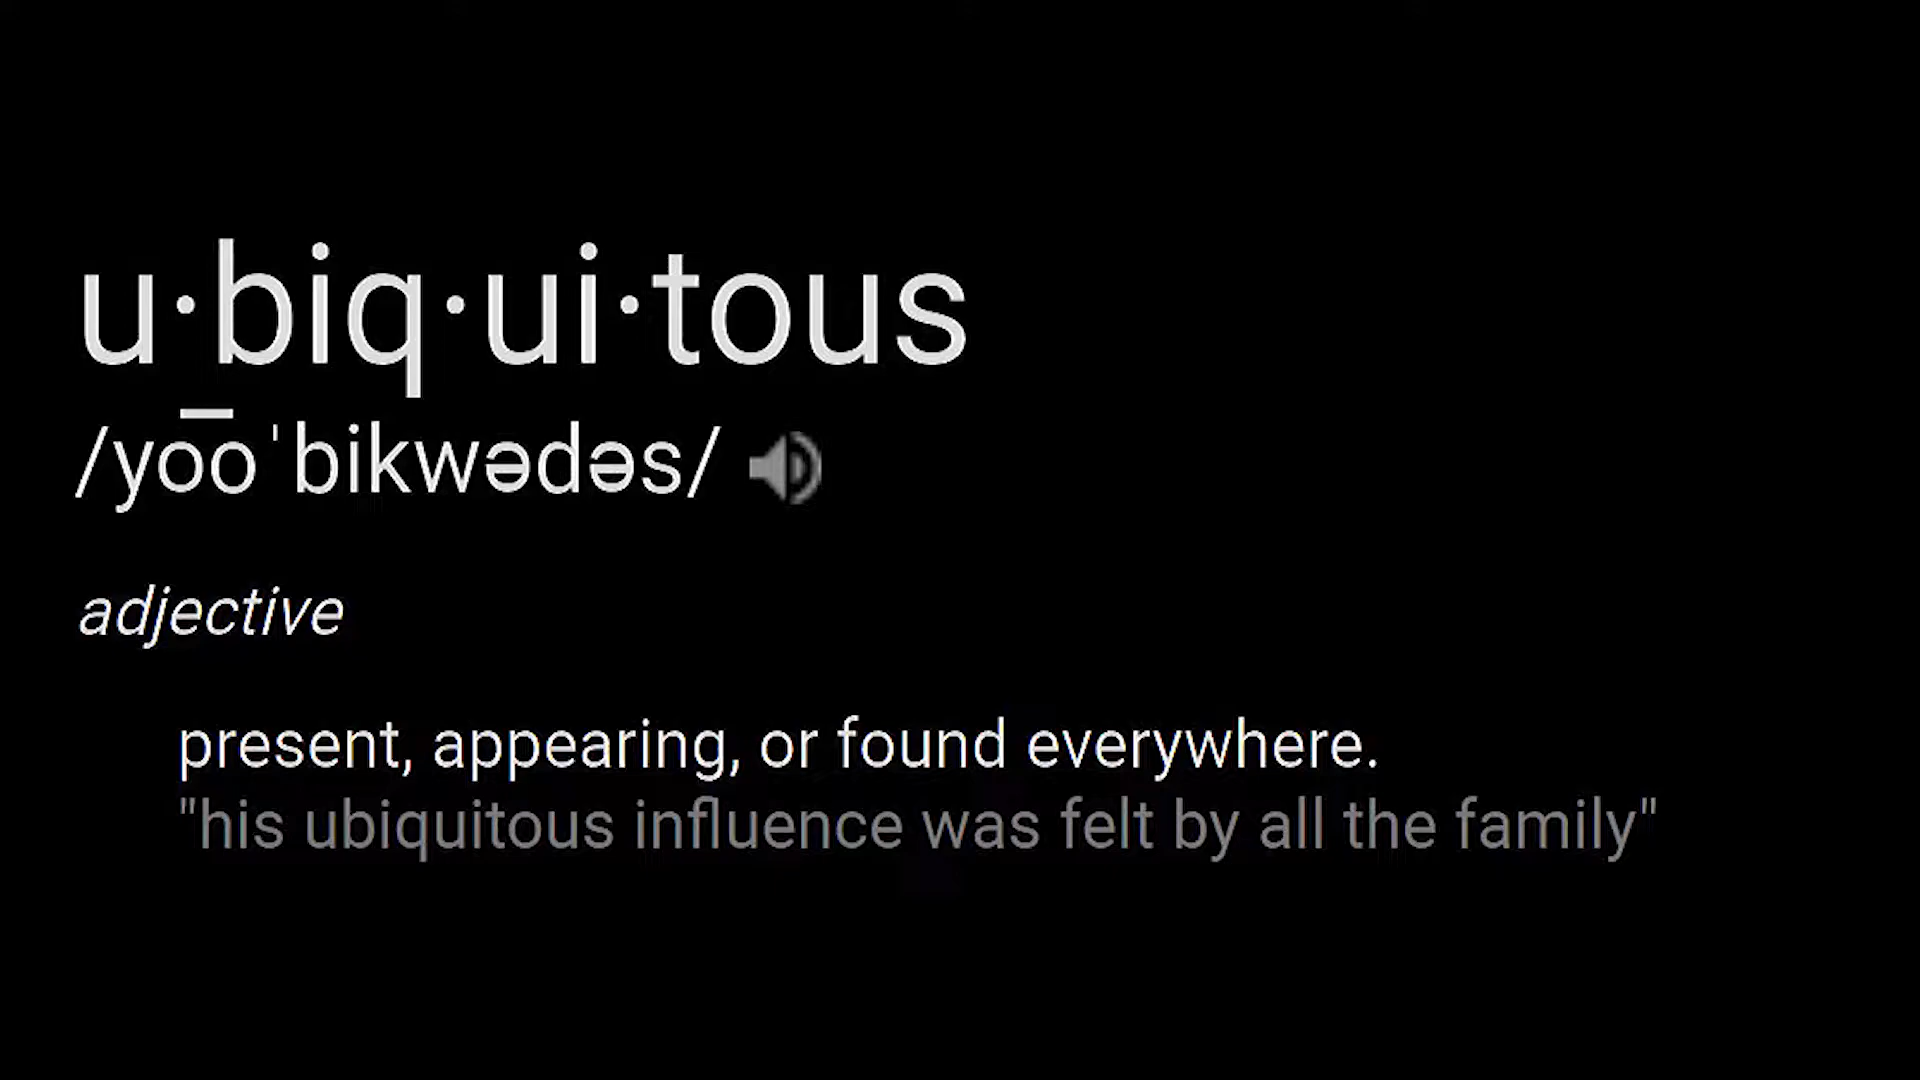 u·biq·ui·tous
/yo͞oˈbikwədəs/
adjective
present, appearing, or found everywhere.
"his ubiquitous influence was felt by all the family"